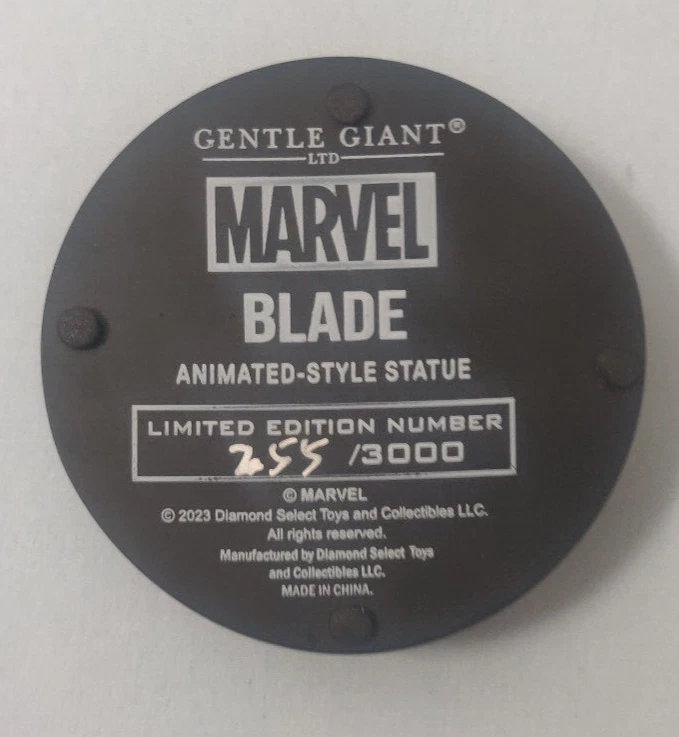 GENTLE GIANT®
LTD
MARVEL
BLADE
ANIMATED-STYLE STATUE
LIMITED EDITION NUMBER
255 /3000
© MARVEL
© 2023 Diamond Select Toys and Collectibles LLC.
All rights reserved.
Manufactured by Diamond Select Toys
and Collectibles LLC.
MADE IN CHINA.